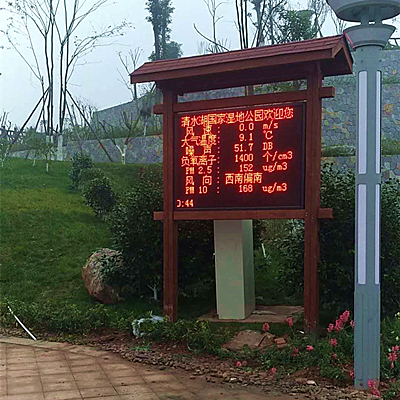 清水湖国家湿地公园欢迎您
风 速： 0.0 m/s
大气温度： 9.1 ℃
噪 声： 51.7 DB
负氧离子： 1400 个/cm3
PM 2.5 ： 152 ug/m3
风 向 ：西南偏南
PM 10 ： 168 ug/m3
0:44